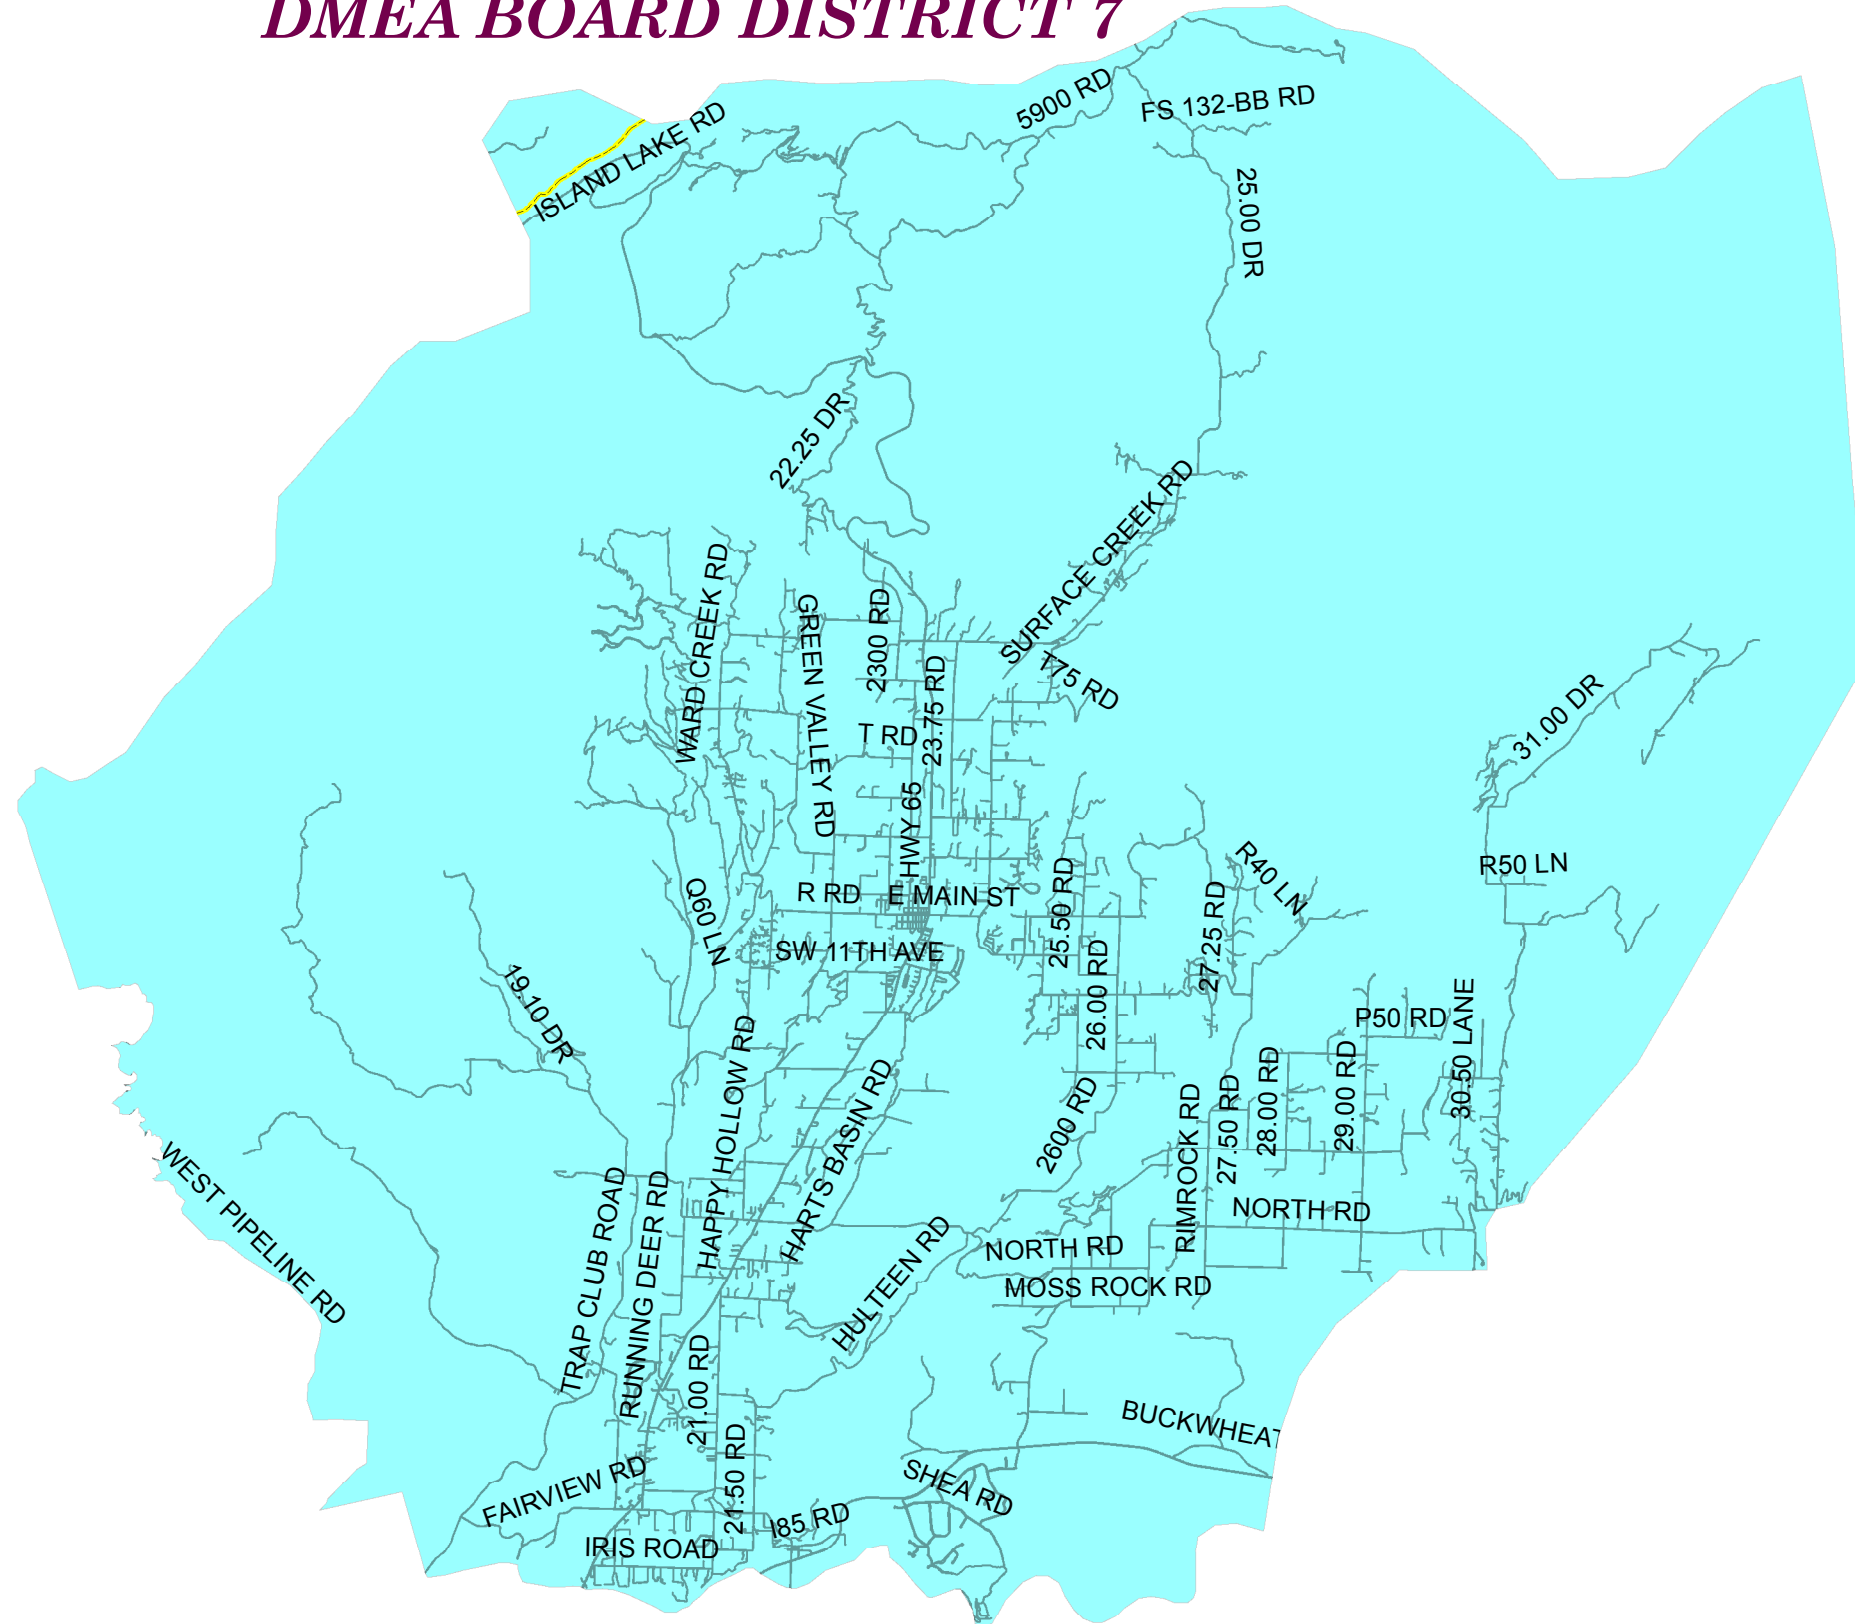 DMEA BOARD DISTRICT 7
5900 RD
FS 132-BB RD
ISLAND LAKE RD
25.00 DR
22.25 DR
SURFACE CREEK RD
WARD CREEK RD
GREEN VALLEY RD
2300 RD
23.75 RD
T75 RD
T RD
31.00 DR
HWY 65
R50 LN
R40 LN
R RD
E MAIN ST
25.50 RD
27.25 RD
Q60 LN
SW 11TH AVE
26.00 RD
19.10 DR
P50 RD
30.50 LANE
HAPPY HOLLOW RD
HARTS BASIN RD
2600 RD
RIMROCK RD
27.50 RD
28.00 RD
29.00 RD
WEST PIPELINE RD
TRAP CLUB ROAD
RUNNING DEER RD
NORTH RD
NORTH RD
HULTEEN RD
MOSS ROCK RD
21.00 RD
BUCKWHEAT
21.50 RD
FAIRVIEW RD
SHEA RD
I85 RD
IRIS ROAD